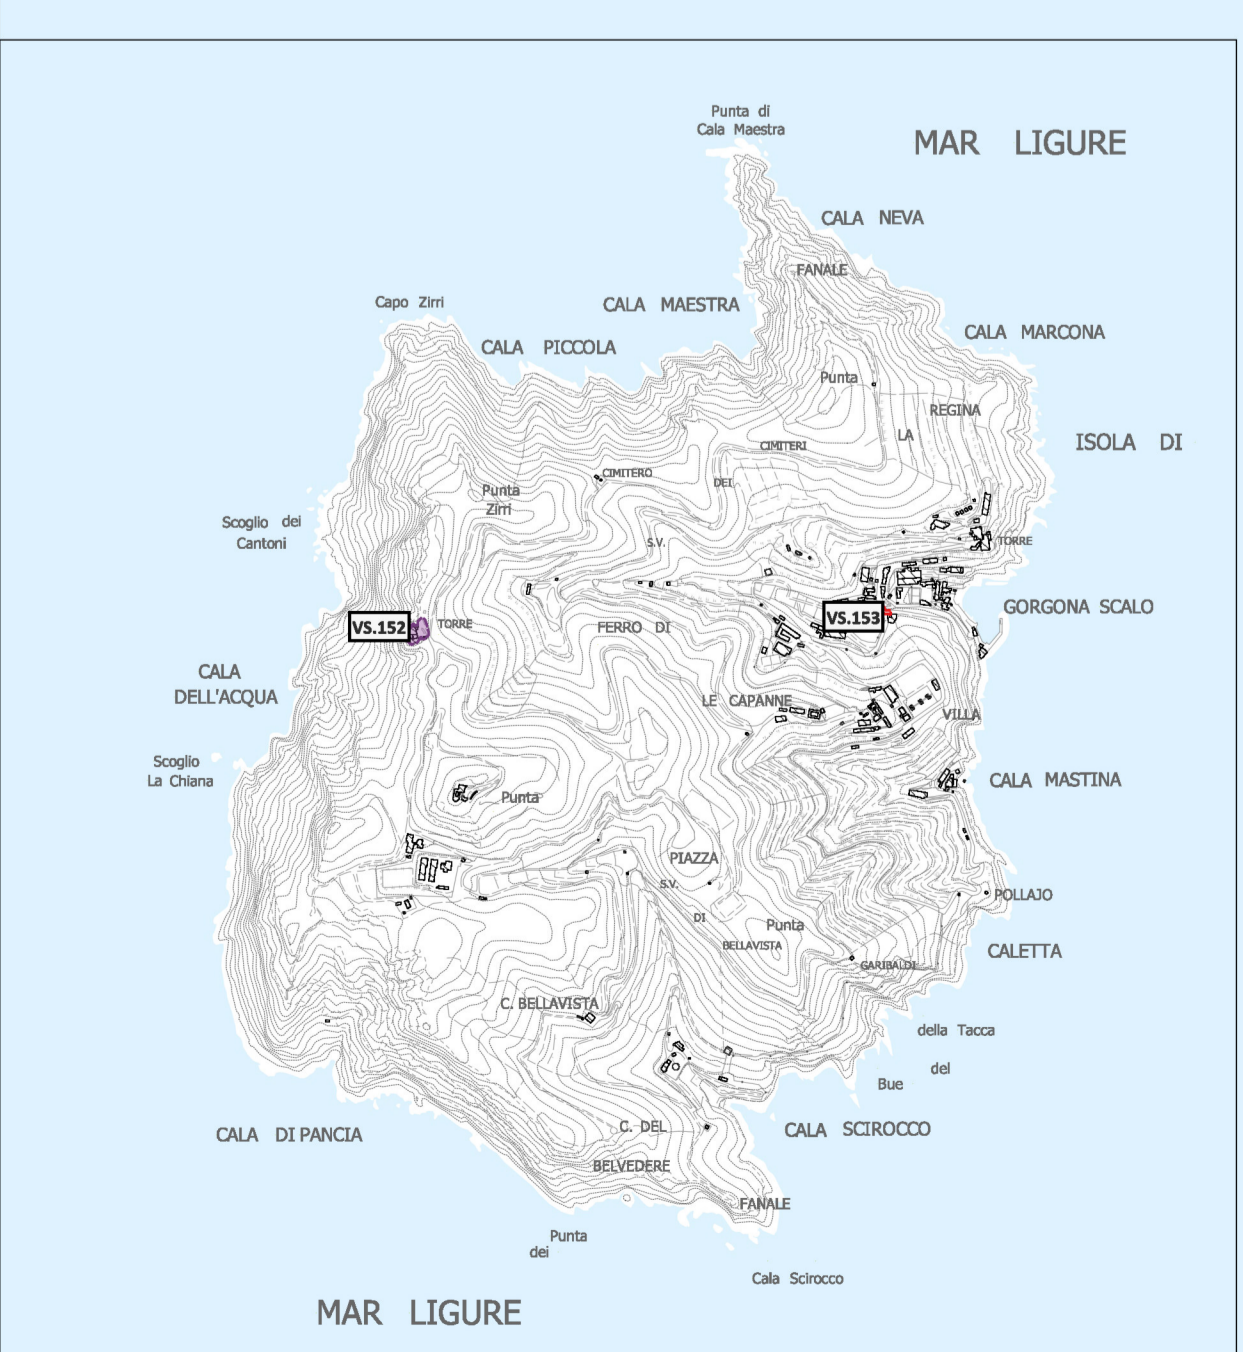 Punta di
Cala Maestra
MAR LIGURE
CALA NEVA
FANALE
Capo Zirri
CALA MAESTRA
CALA MARCONA
CALA PICCOLA
Punta
REGINA
LA
ISOLA DI
CIMITERI
CIMITERO
DEI
Punta
Zirri
Scoglio dei
Cantoni
S.V.
TORRE
GORGONA SCALO
VS.153
VS.152
TORRE
FERRO DI
CALA
DELL'ACQUA
LE CAPANNE
VILLA
Scoglio
La Chiana
CALA MASTINA
Punta
PIAZZA
S.V.
POLLAJO
DI
Punta
BELLAVISTA
CALETTA
GARIBALDI
C. BELLAVISTA
della Tacca
del
Bue
C. DEL
CALA SCIROCCO
CALA DI PANCIA
BELVEDERE
FANALE
Punta
dei
Cala Scirocco
MAR LIGURE